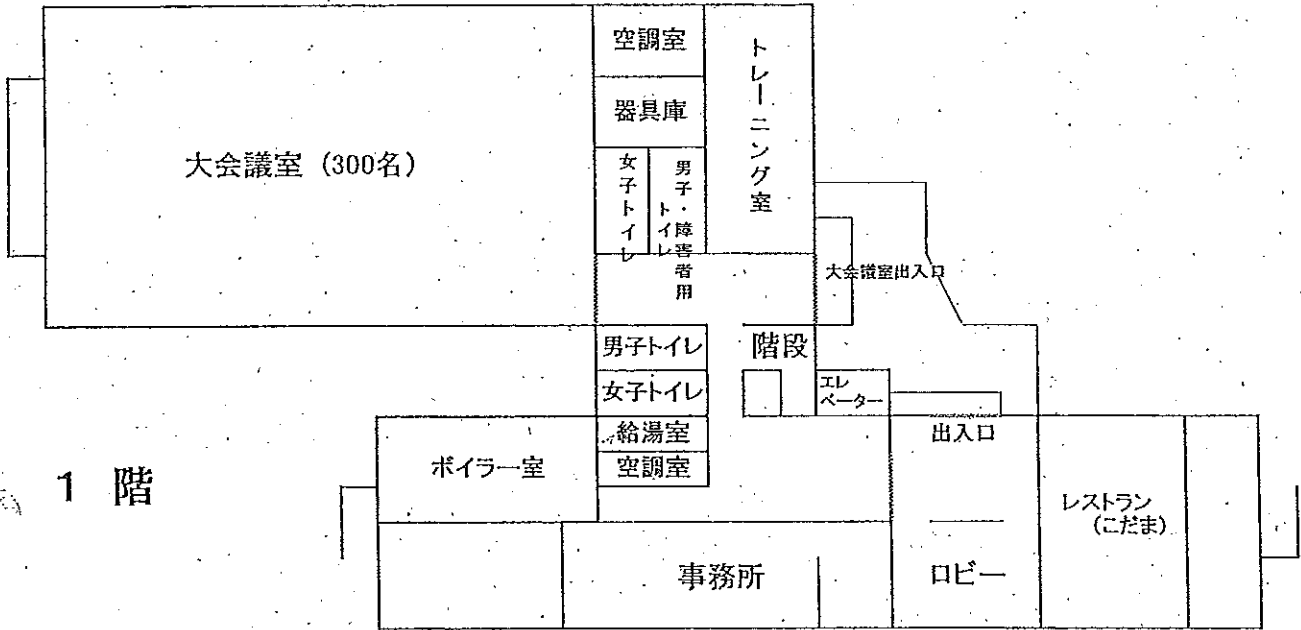 空調室
トレーニング室
器具庫
大会議室（300名）
女子トイレ
男子・障害者用
トイレ
大会議室出入口
男子トイレ
階段
女子トイレ
エレ
ベーター
給湯室
出入口
ボイラー室
空調室
1 階
レストラン
(こだま)
事務所
ロビー